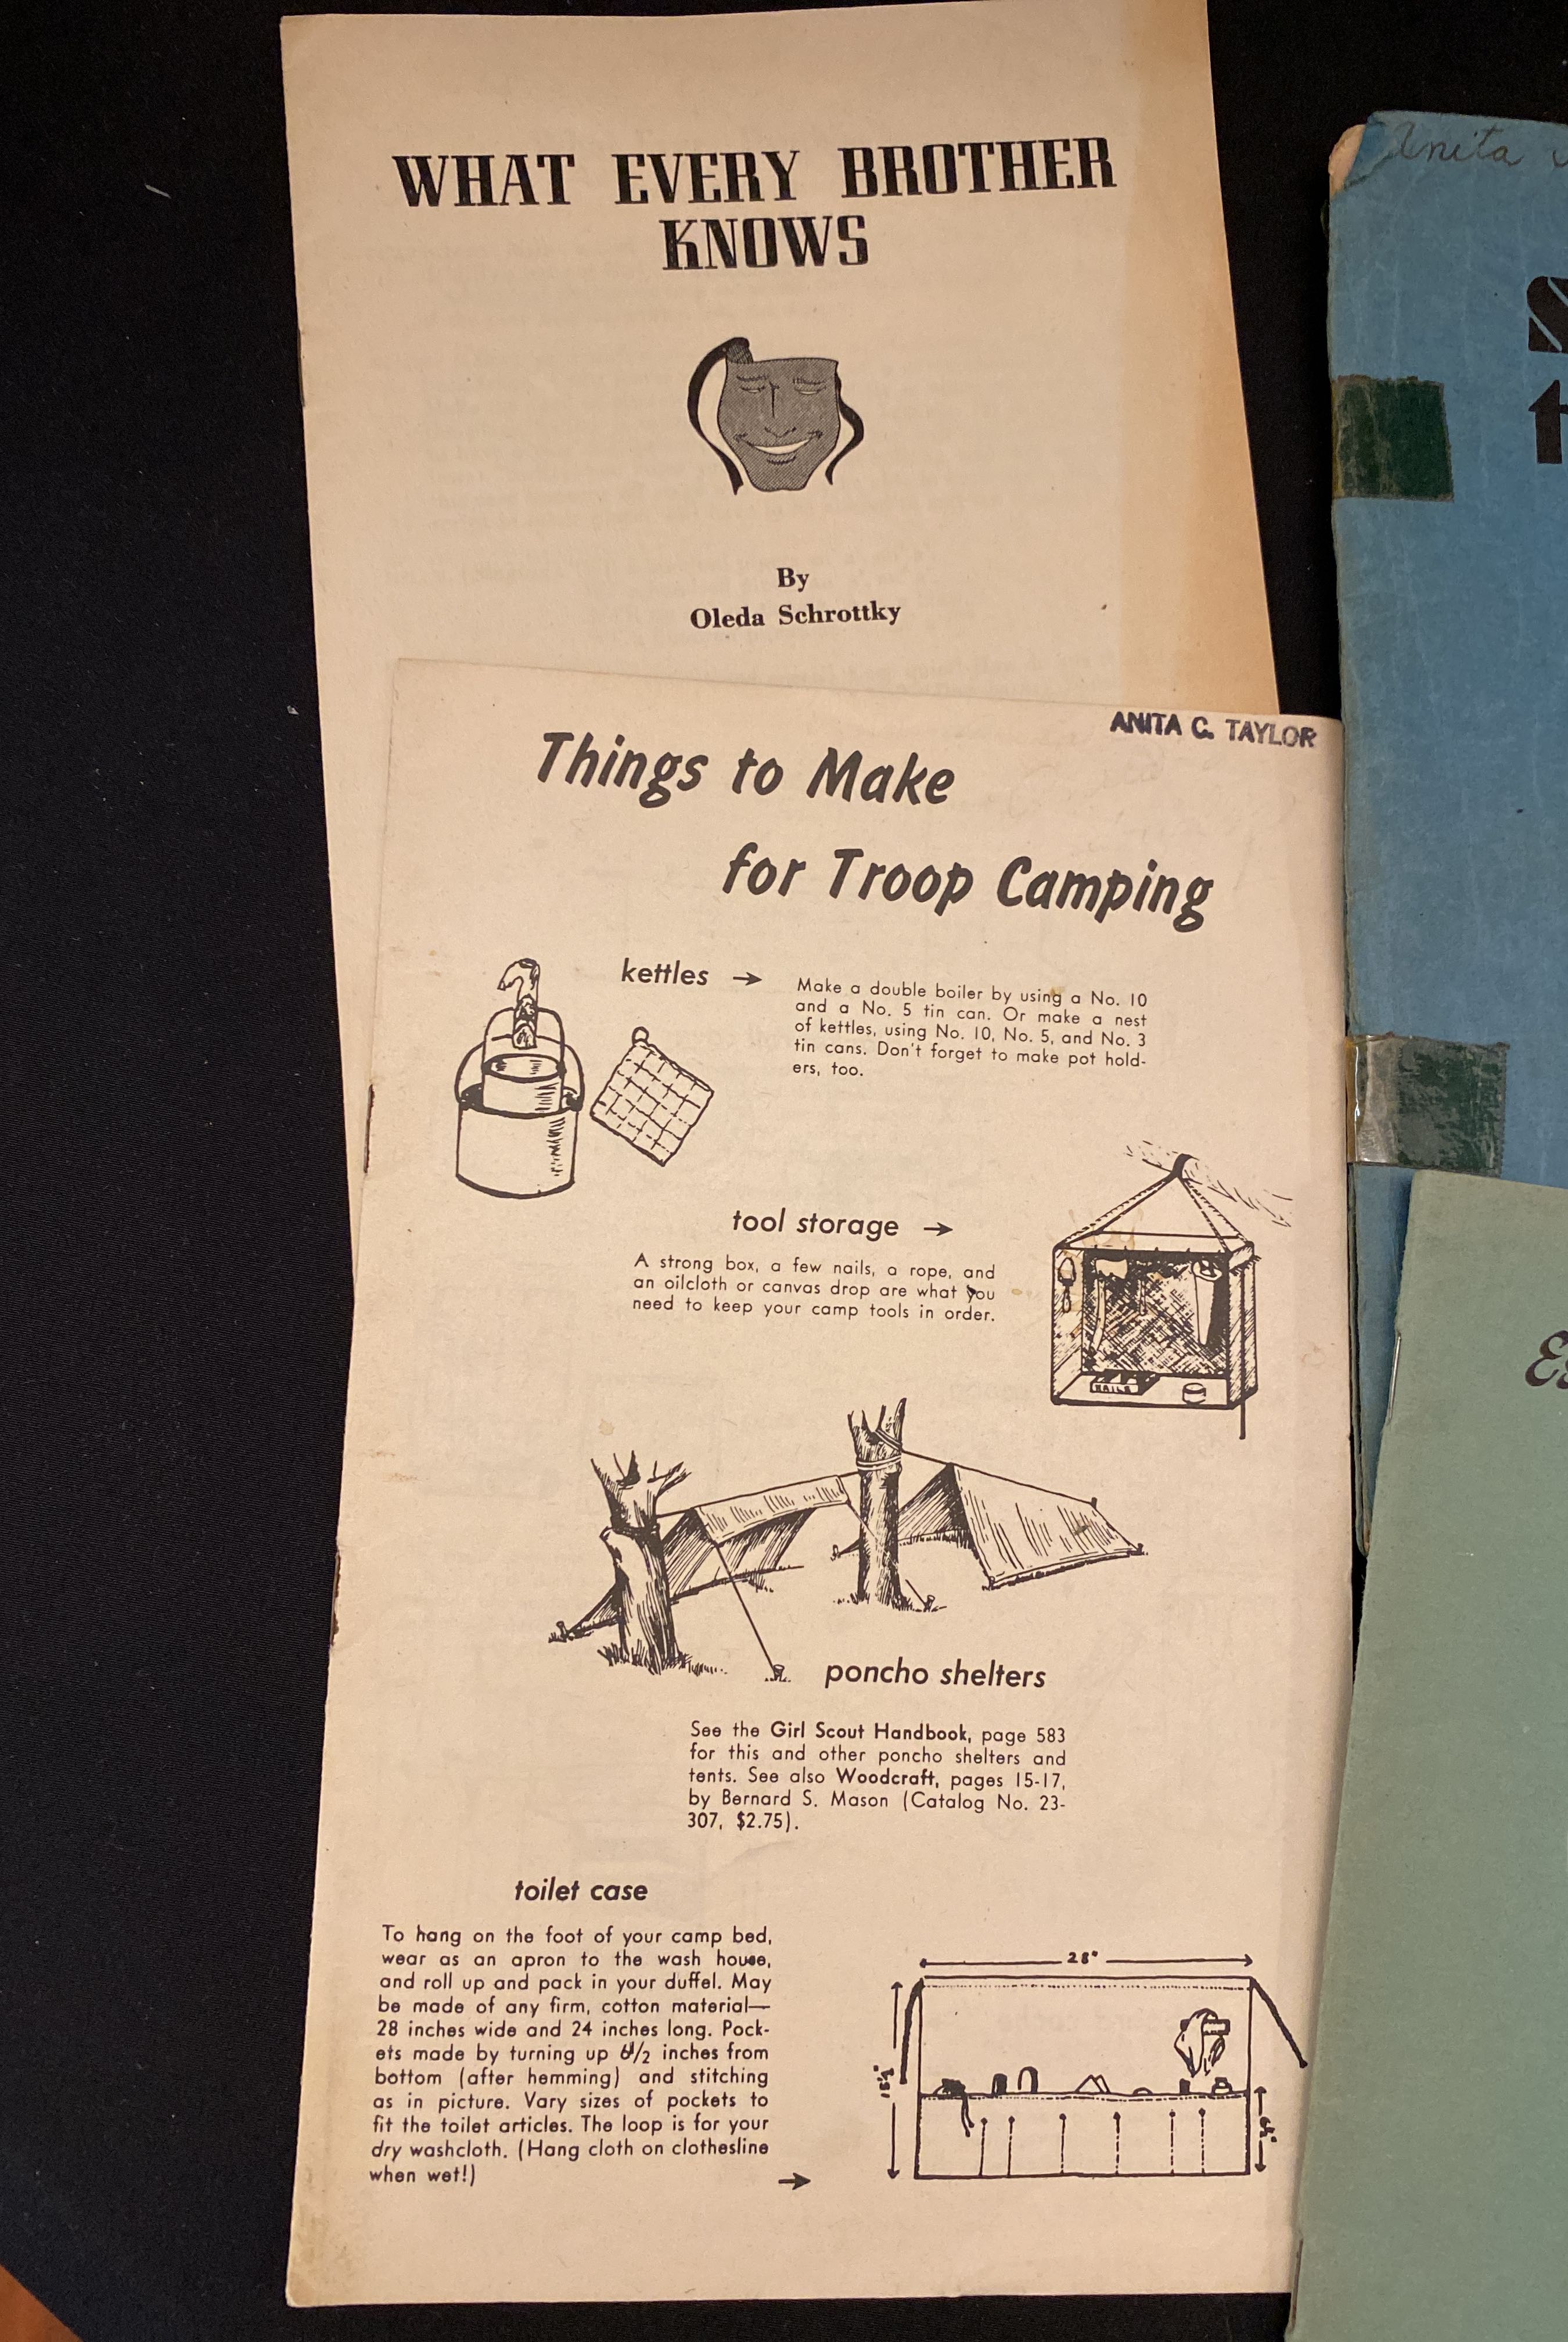 WHAT EVERY BROTHER
KNOWS
By
Oleda Schrottky
ANITA C. TAYLOR
Things to Make
for Troop Camping
kettles →
Make a double boiler by using a No. 10
and a No. 5 tin can. Or make a nest
of kettles, using No. 10, No. 5, and No. 3
tin cans. Don't forget to make pot hold-
ers, too.
tool storage →
A strong box, a few nails, a rope, and
an oilcloth or canvas drop are what you
need to keep your camp tools in order.
NAILS
poncho shelters
See the Girl Scout Handbook, page 583
for this and other poncho shelters and
tents. See also Woodcraft, pages 15-17,
by Bernard S. Mason (Catalog No. 23-
307, $2.75).
toilet case
To hang on the foot of your camp bed,
wear as an apron to the wash house,
and roll up and pack in your duffel. May
be made of any firm, cotton material—
28 inches wide and 24 inches long. Pock-
ets made by turning up 6½ inches from
bottom (after hemming) and stitching
as in picture. Vary sizes of pockets to
fit the toilet articles. The loop is for your
dry washcloth. (Hang cloth on clothesline
when wet!)
→
28"
Anita